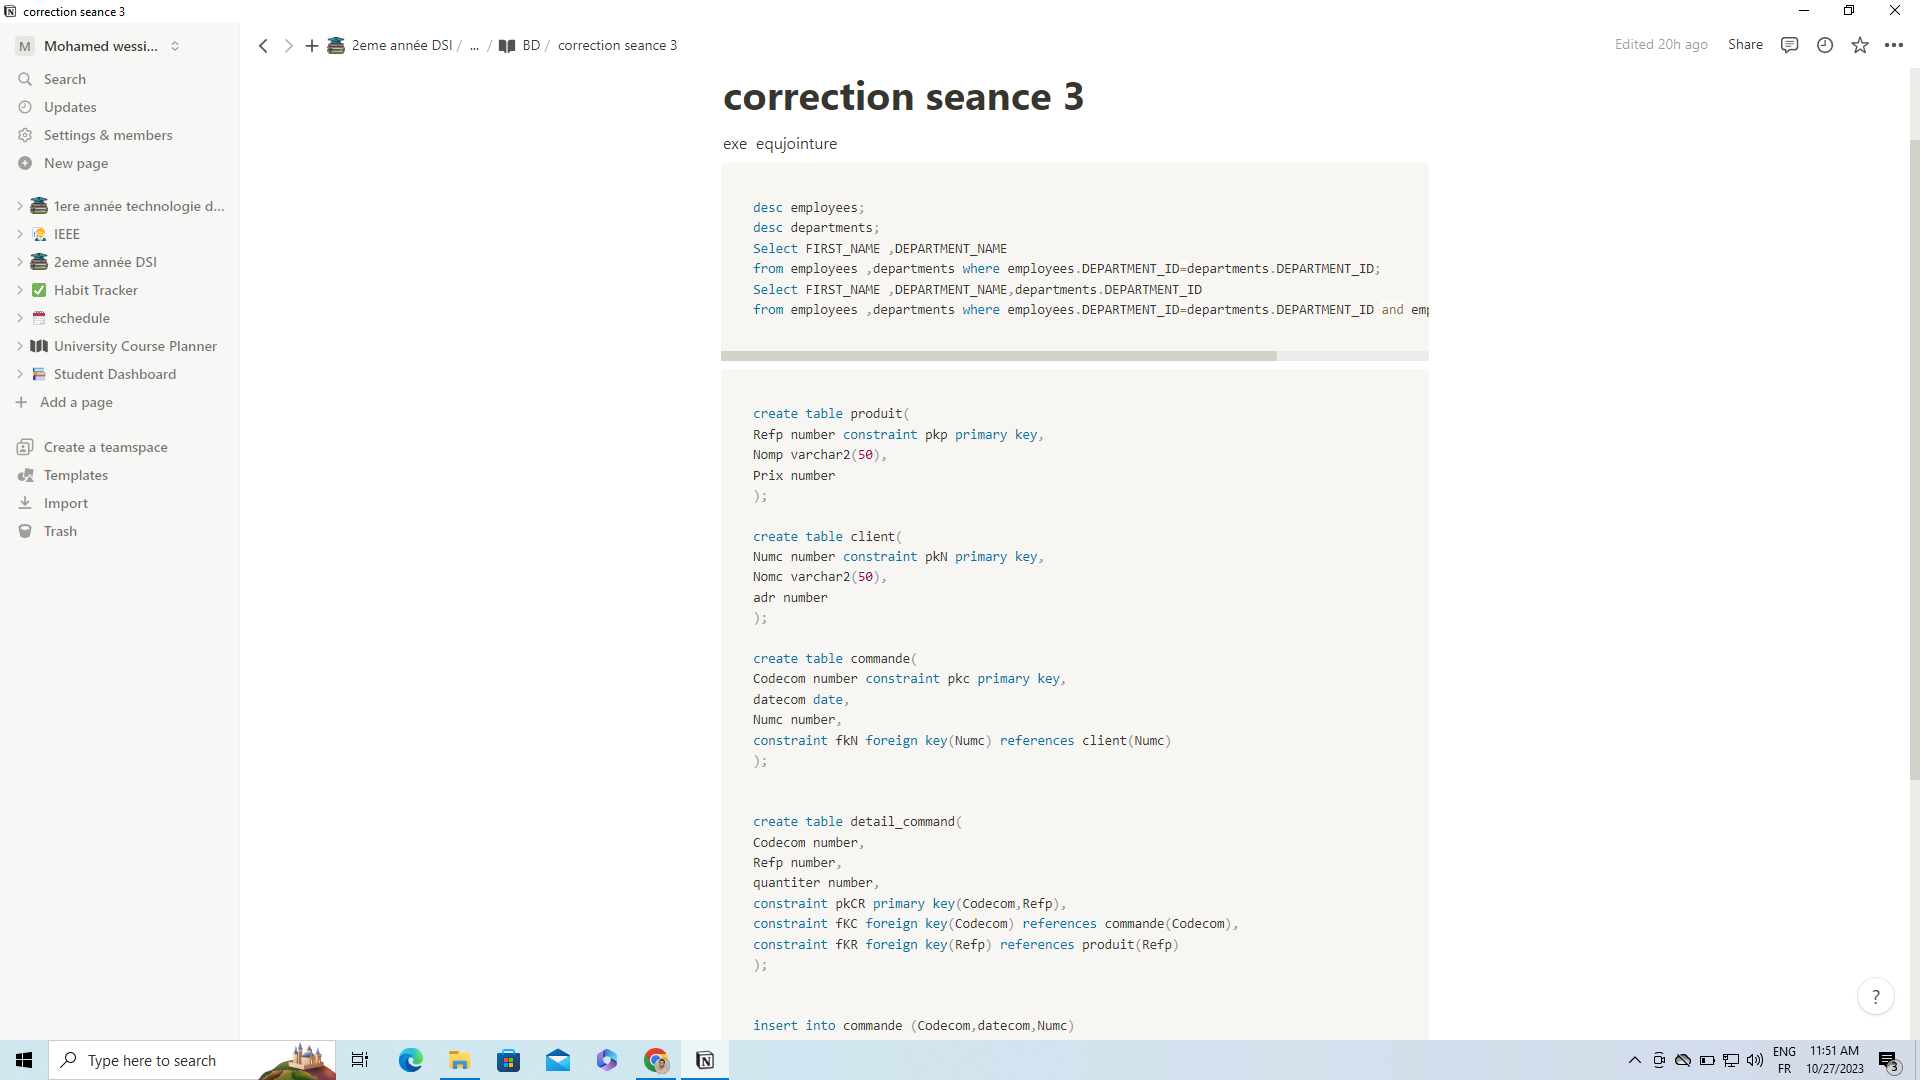 correction seance 3
Mohamed wessi...
Search
Updates
Settings & members
New page
1ere année technologie d...
IEEE
2eme année DSI
Habit Tracker
schedule
University Course Planner
Student Dashboard
Add a page
Create a teamspace
Templates
Import
Trash
2eme année DSI / ... / BD / correction seance 3
Edited 20h ago Share
correction seance 3
exe equjointure
desc employees;
desc departments;
Select FIRST_NAME ,DEPARTMENT_NAME
from employees ,departments where employees.DEPARTMENT_ID=departments.DEPARTMENT_ID;
Select FIRST_NAME ,DEPARTMENT_NAME,departments.DEPARTMENT_ID
from employees ,departments where employees.DEPARTMENT_ID=departments.DEPARTMENT_ID and emp
create table produit(
Refp number constraint pkp primary key,
Nomp varchar2(50),
Prix number
);
create table client(
Numc number constraint pkN primary key,
Nomc varchar2(50),
adr number
);
create table commande(
Codecom number constraint pkc primary key,
datecom date,
Numc number,
constraint fkN foreign key(Numc) references client(Numc)
);
create table detail_command(
Codecom number,
Refp number,
quantiter number,
constraint pkCR primary key(Codecom,Refp),
constraint fKC foreign key(Codecom) references commande(Codecom),
constraint fKR foreign key(Refp) references produit(Refp)
);
insert into commande (Codecom,datecom,Numc)
?
Type here to search
ENG
FR
11:51 AM
10/27/2023
3